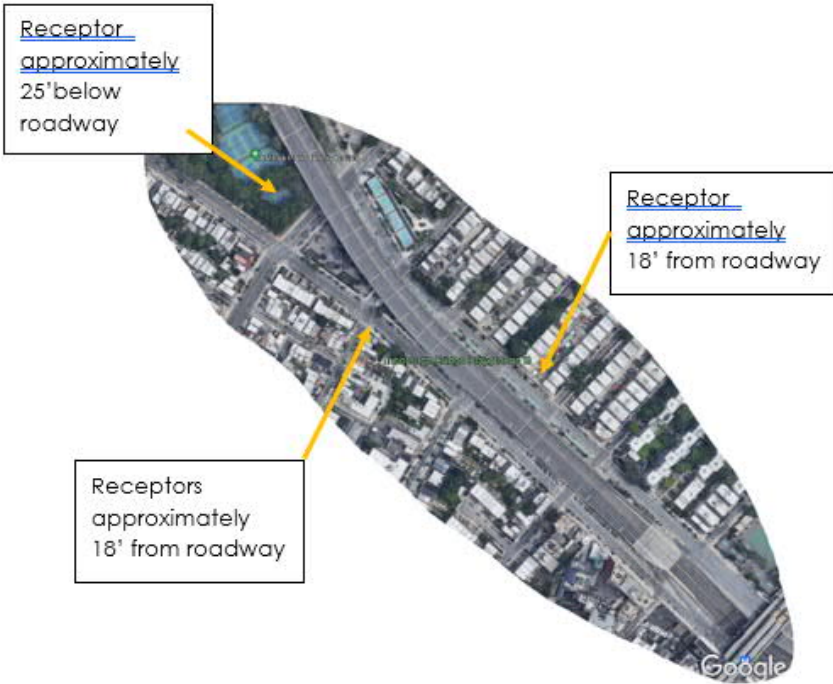 Receptor
approximately
25'below
roadway
Receptor
approximately
18' from roadway
Receptors
approximately
18' from roadway
Google